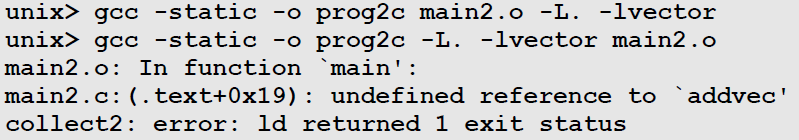 unix> gcc -static -o prog2c main2.o -L. -lvector
unix> gcc -static -o prog2c -L. -lvector main2.o
main2.o: In function `main':
main2.c:(.text+0x19): undefined reference to `addvec'
collect2: error: ld returned 1 exit status